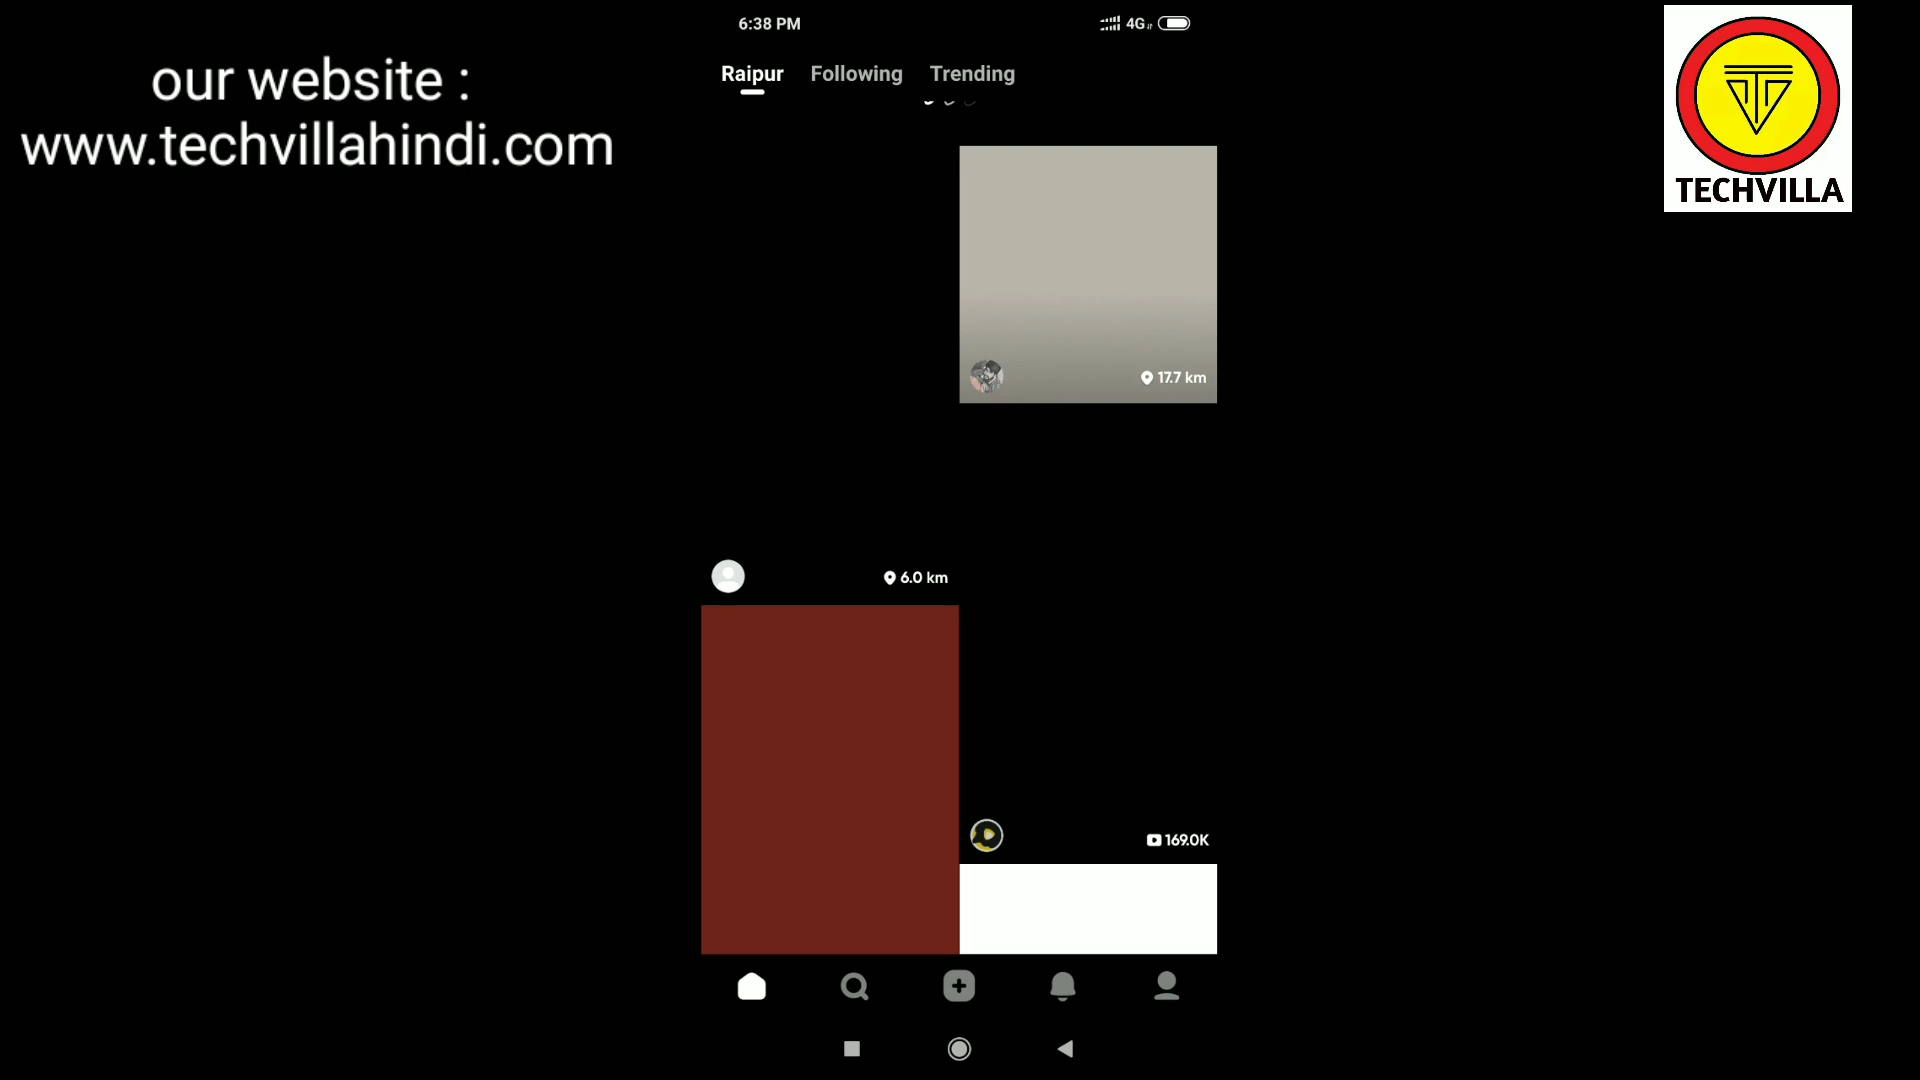 our website :
www.techvillahindi.com
6:38 PM
4G
Raipur Following Trending
17.7 km
6.0 km
169.0K
TECHVILLA